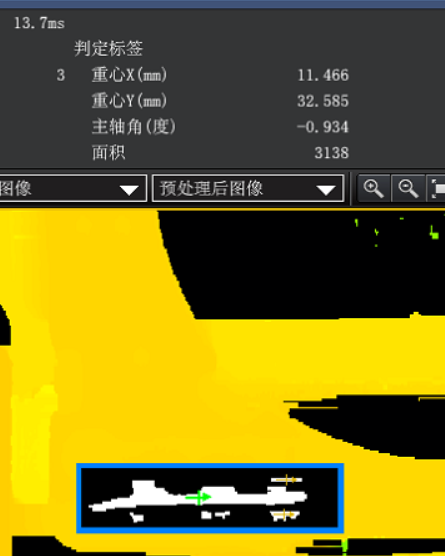 13.7ms
判定标签
3 重心X(mm) 11.466
重心Y(mm) 32.585
主轴角(度) -0.934
面积 3138
图像 预处理后图像